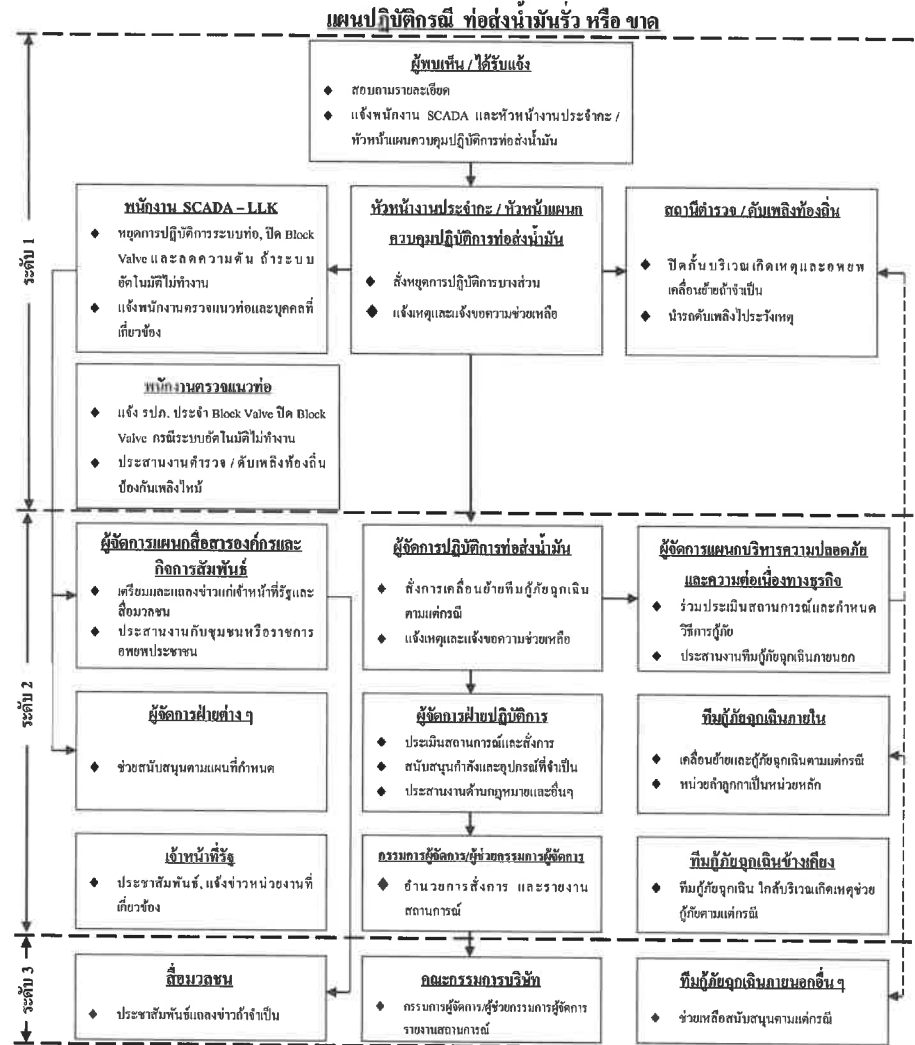 แผนปฏิบัติกรณี ท่อส่งน้ำมันรั่ว หรือ ขาด
ระดับ 1
ผู้พบเห็น / ได้รับแจ้ง
♦ สอบถามรายละเอียด
♦ แจ้งพนักงาน SCADA และหัวหน้างานประจำกะ /
หัวหน้าแผนควบคุมปฏิบัติการท่อส่งน้ำมัน
พนักงาน SCADA – LLK
♦ หยุดการปฏิบัติการระบบท่อ, ปิด Block
Valve และลดความดัน ถ้าระบบ
อัตโนมัติไม่ทำงาน
♦ แจ้งพนักงานตรวจแนวท่อและบุคคลที่
เกี่ยวข้อง
หัวหน้างานประจำกะ / หัวหน้าแผนก
ควบคุมปฏิบัติการท่อส่งน้ำมัน
♦ สั่งหยุดการปฏิบัติการบางส่วน
♦ แจ้งเหตุและแจ้งขอความช่วยเหลือ
สถานีตำรวจ / ดับเพลิงท้องถิ่น
♦ ปิดกั้นบริเวณเกิดเหตุและอพยพ
เคลื่อนย้ายถ้าจำเป็น
♦ นำรถดับเพลิงไประวังเหตุ
พนักงานตรวจแนวท่อ
♦ แจ้ง รปภ. ประจำ Block Valve ปิด Block
Valve กรณีระบบอัตโนมัติไม่ทำงาน
♦ ประสานงานตำรวจ / ดับเพลิงท้องถิ่น
ป้องกันเพลิงไหม้
ระดับ 2
ผู้จัดการแผนกสื่อสารองค์กรและ
กิจการสัมพันธ์
♦ เตรียมและแถลงข่าวแก่เจ้าหน้าที่รัฐและ
สื่อมวลชน
♦ ประสานงานกับชุมชนหรือราชการ
อพยพประชาชน
ผู้จัดการปฏิบัติการท่อส่งน้ำมัน
♦ สั่งการเคลื่อนย้ายทีมกู้ภัยฉุกเฉิน
ตามแต่กรณี
♦ แจ้งเหตุและแจ้งขอความช่วยเหลือ
ผู้จัดการแผนกบริหารความปลอดภัย
และความต่อเนื่องทางธุรกิจ
♦ ร่วมประเมินสถานการณ์และกำหนด
วิธีการกู้ภัย
♦ ประสานงานทีมกู้ภัยฉุกเฉินภายนอก
ผู้จัดการฝ่ายต่าง ๆ
♦ ช่วยสนับสนุนตามแผนที่กำหนด
ผู้จัดการฝ่ายปฏิบัติการ
♦ ประเมินสถานการณ์และสั่งการ
♦ สนับสนุนกำลังและอุปกรณ์ที่จำเป็น
♦ ประสานงานด้านกฎหมายและอื่นๆ
ทีมกู้ภัยฉุกเฉินภายใน
♦ เคลื่อนย้ายและกู้ภัยฉุกเฉินตามแต่กรณี
♦ หน่วยลำลูกกาเป็นหน่วยหลัก
เจ้าหน้าที่รัฐ
♦ ประชาสัมพันธ์, แจ้งข่าวหน่วยงานที่
เกี่ยวข้อง
กรรมการผู้จัดการ/ผู้ช่วยกรรมการผู้จัดการ
♦ อำนวยการสั่งการ และรายงาน
สถานการณ์
ทีมกู้ภัยฉุกเฉินข้างเคียง
♦ ทีมกู้ภัยฉุกเฉิน ใกล้บริเวณเกิดเหตุช่วย
กู้ภัยตามแต่กรณี
ระดับ 3
สื่อมวลชน
♦ ประชาสัมพันธ์แถลงข่าวถ้าจำเป็น
คณะกรรมการบริษัท
♦ กรรมการผู้จัดการ/ผู้ช่วยกรรมการผู้จัดการ
รายงานสถานการณ์
ทีมกู้ภัยฉุกเฉินภายนอกอื่น ๆ
♦ ช่วยเหลือสนับสนุนตามแต่กรณี